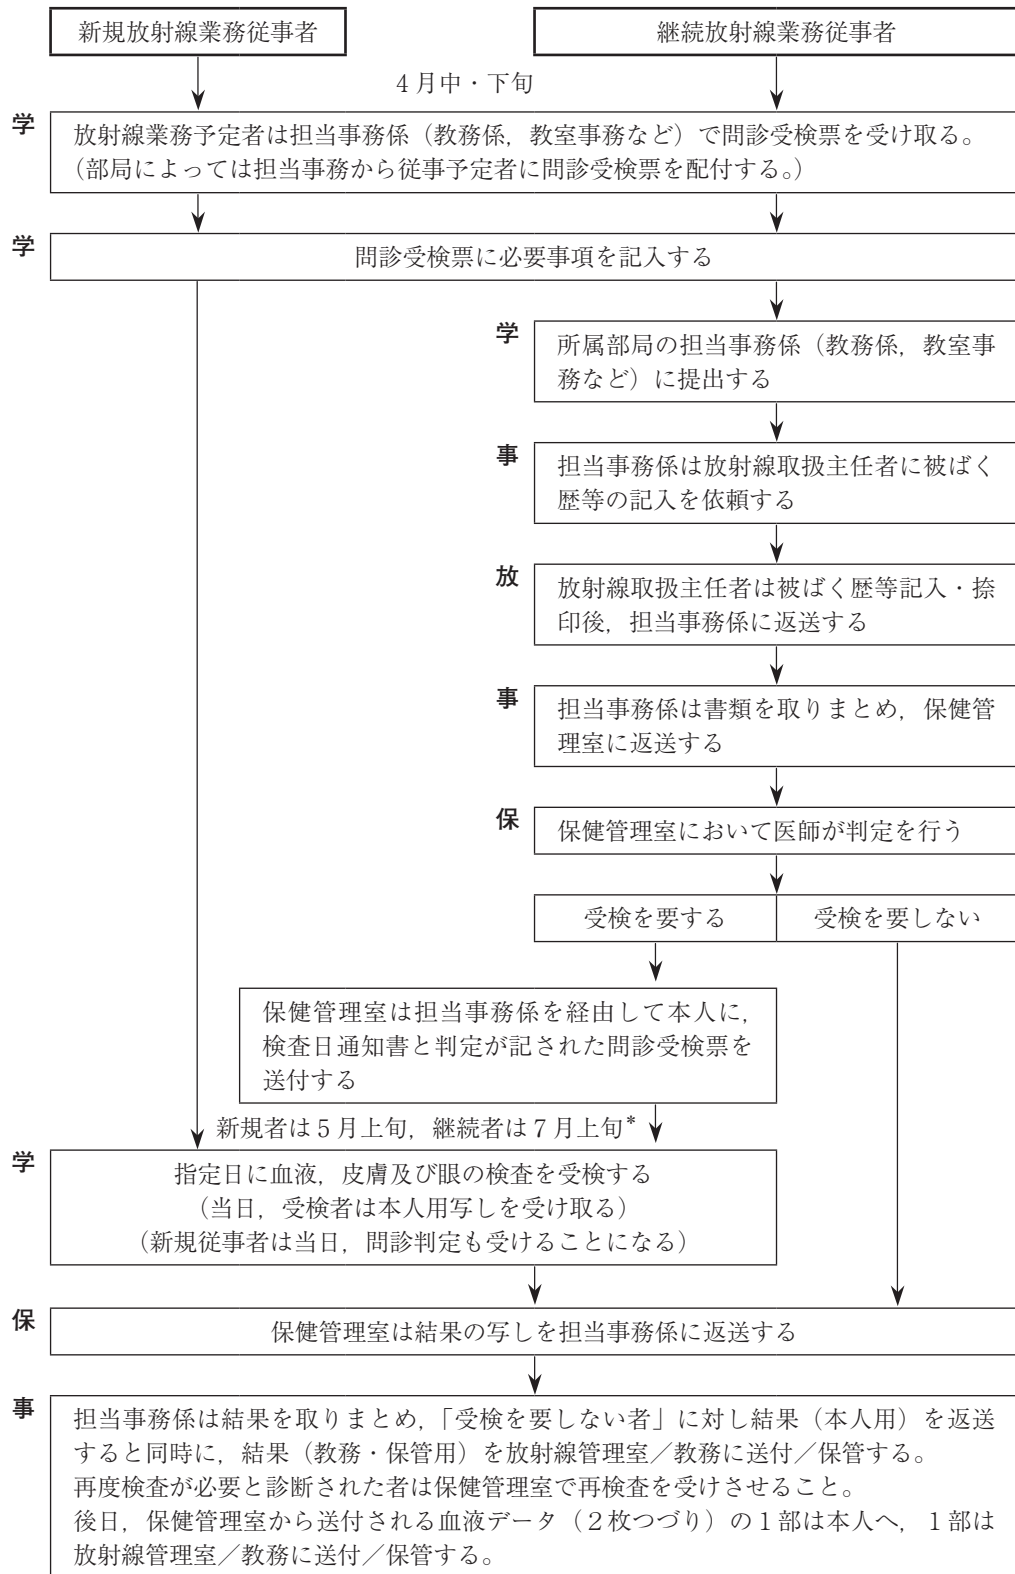 新規放射線業務従事者
継続放射線業務従事者
4月中・下旬
学
放射線業務予定者は担当事務係（教務係，教室事務など）で問診受検票を受け取る。
（部局によっては担当事務から従事予定者に問診受検票を配付する。）
学
問診受検票に必要事項を記入する
学
所属部局の担当事務係（教務係，教室事
務など）に提出する
事
担当事務係は放射線取扱主任者に被ばく
歴等の記入を依頼する
放
放射線取扱主任者は被ばく歴等記入・捺
印後，担当事務係に返送する
事
担当事務係は書類を取りまとめ，保健管
理室に返送する
保
保健管理室において医師が判定を行う
受検を要する
受検を要しない
保健管理室は担当事務係を経由して本人に，
検査日通知書と判定が記された問診受検票を
送付する
新規者は5月上旬，継続者は7月上旬*
学
指定日に血液，皮膚及び眼の検査を受検する
（当日，受検者は本人用写しを受け取る）
（新規従事者は当日，問診判定も受けることになる）
保
保健管理室は結果の写しを担当事務係に返送する
事
担当事務係は結果を取りまとめ，「受検を要しない者」に対し結果（本人用）を返送
すると同時に，結果（教務・保管用）を放射線管理室／教務に送付／保管する。
再度検査が必要と診断された者は保健管理室で再検査を受けさせること。
後日，保健管理室から送付される血液データ（2枚つづり）の1部は本人へ，1部は
放射線管理室／教務に送付／保管する。